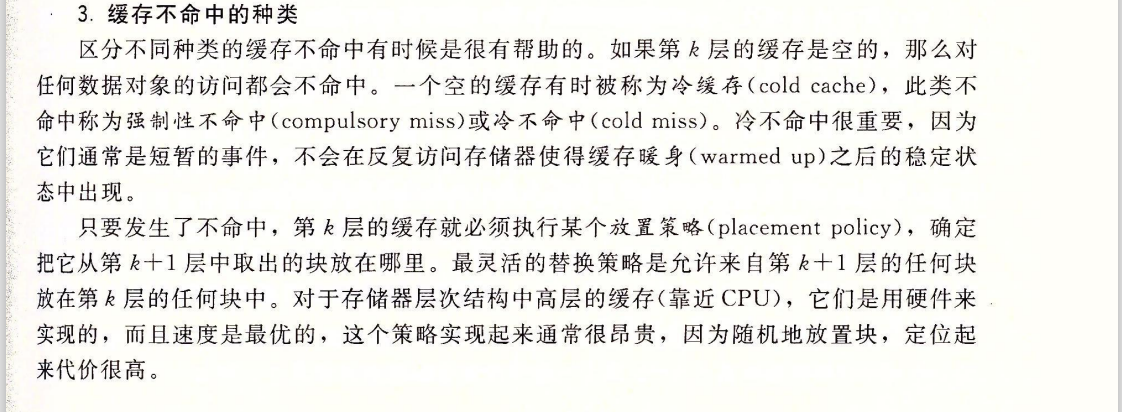 3. 缓存不命中的种类
区分不同种类的缓存不命中有时候是很有帮助的。如果第 k 层的缓存是空的，那么对
任何数据对象的访问都会不命中。一个空的缓存有时被称为冷缓存(cold cache)，此类不
命中称为强制性不命中(compulsory miss)或冷不命中(cold miss)。冷不命中很重要，因为
它们通常是短暂的事件，不会在反复访问存储器使得缓存暖身(warmed up)之后的稳定状
态中出现。
只要发生了不命中，第 k 层的缓存就必须执行某个放置策略(placement policy)，确定
把它从第 k+1 层中取出的块放在哪里。最灵活的替换策略是允许来自第 k+1 层的任何块
放在第 k 层的任何块中。对于存储器层次结构中高层的缓存(靠近 CPU)，它们是用硬件来
实现的，而且速度是最优的，这个策略实现起来通常很昂贵，因为随机地放置块，定位起
来代价很高。